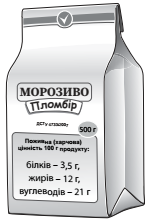 МОРОЗИВО
Пломбір
500 г
Поживна (харчова)
цінність 100 г продукту:
білків – 3,5 г,
жирів – 12 г,
вуглеводів – 21 г